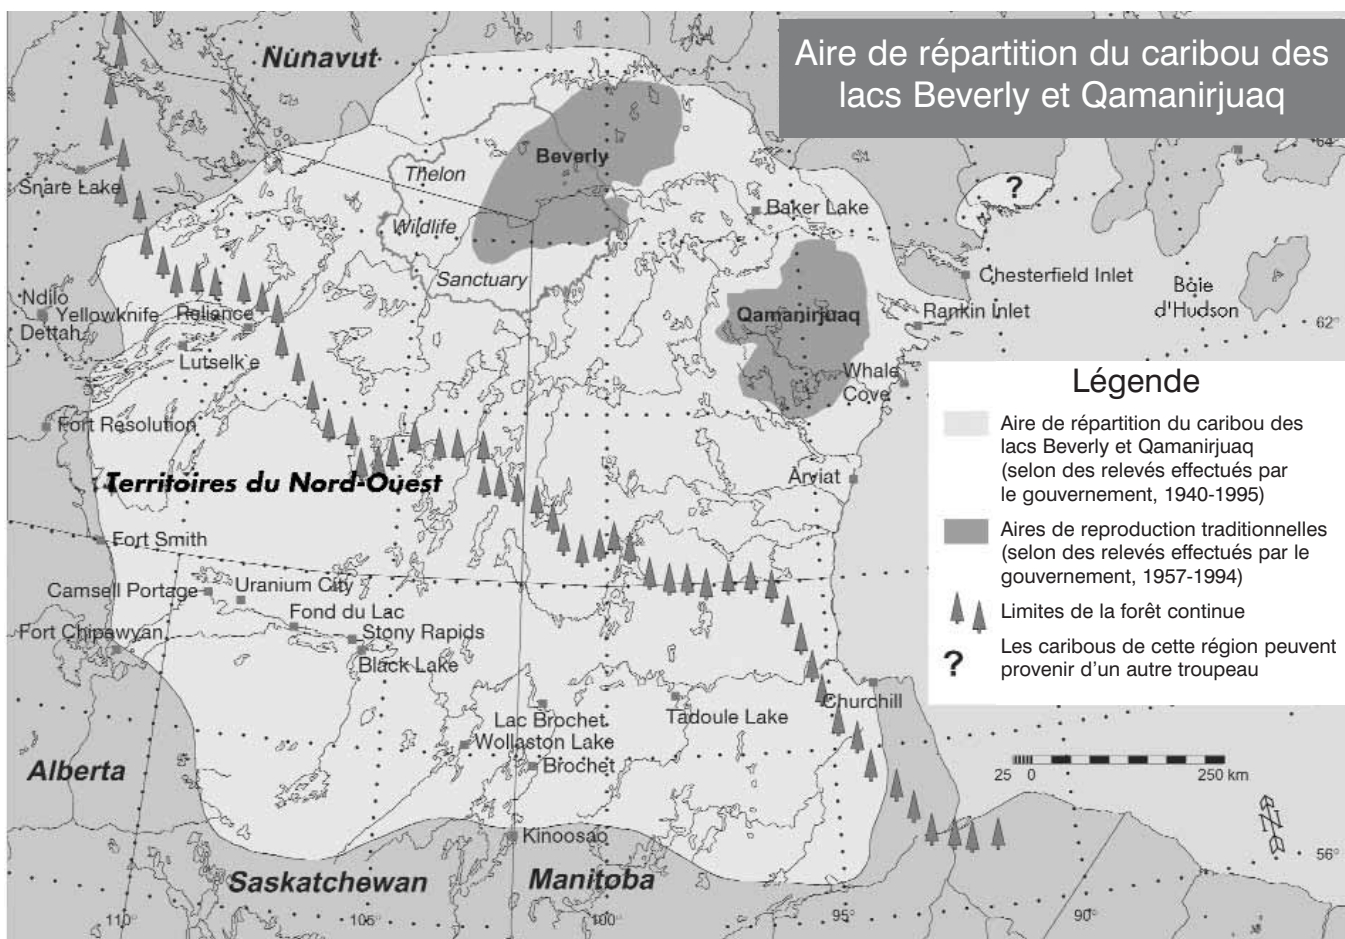 Aire de répartition du caribou des
lacs Beverly et Qamanirjuaq
Nunavut
Beverly
Thelon
Wildlife
Sanctuary
Snare Lake
Baker Lake
?
64
Chesterfield Inlet
Baie
d'Hudson
Ndilo
Yellowknife
Dettah
Reliance
Lutselk'e
Qamanirjuaq
Rankin Inlet
62°
Whale
Cove
Fort Resolution
Territoires du Nord-Ouest
Arviat
Fort Smith
Camsell Portage
Uranium City
Fond du Lac
Fort Chipawyan
Stony Rapids
Black Lake
Churchill
Lac Brochet
Tadoule Lake
Wollaston Lake
Brochet
Alberta
Kinoosao
Saskatchewan
Manitoba
Légende
Aire de répartition du caribou des
lacs Beverly et Qamanirjuaq
(selon des relevés effectués par
le gouvernement, 1940-1995)
Aires de reproduction traditionnelles
(selon des relevés effectués par le
gouvernement, 1957-1994)
Limites de la forêt continue
?
Les caribous de cette région peuvent
provenir d'un autre troupeau
25 0 250 km
N
56°
110°
105°
100°
95°
90°